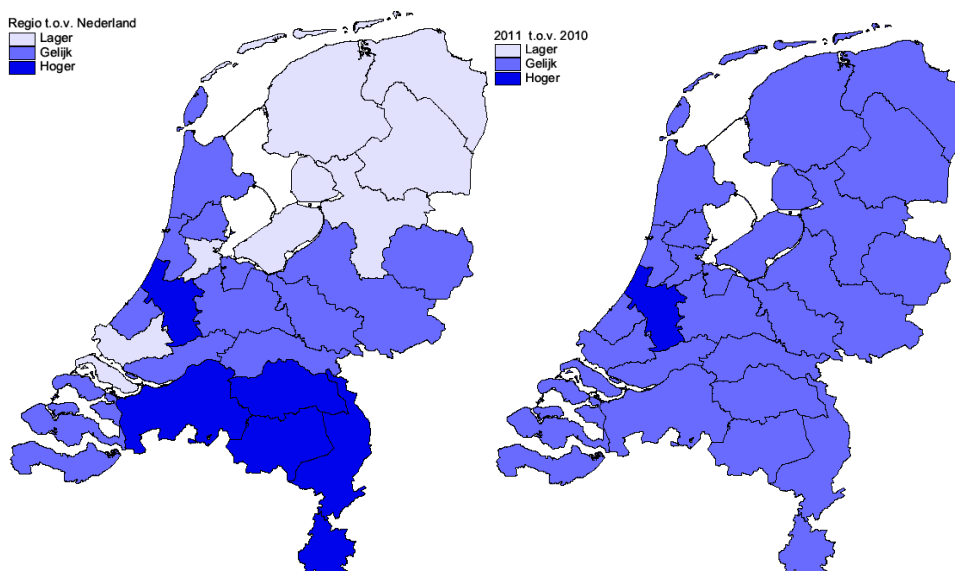 Regio t.o.v. Nederland
Lager
Gelijk
Hoger
2011 t.o.v. 2010
Lager
Gelijk
Hoger